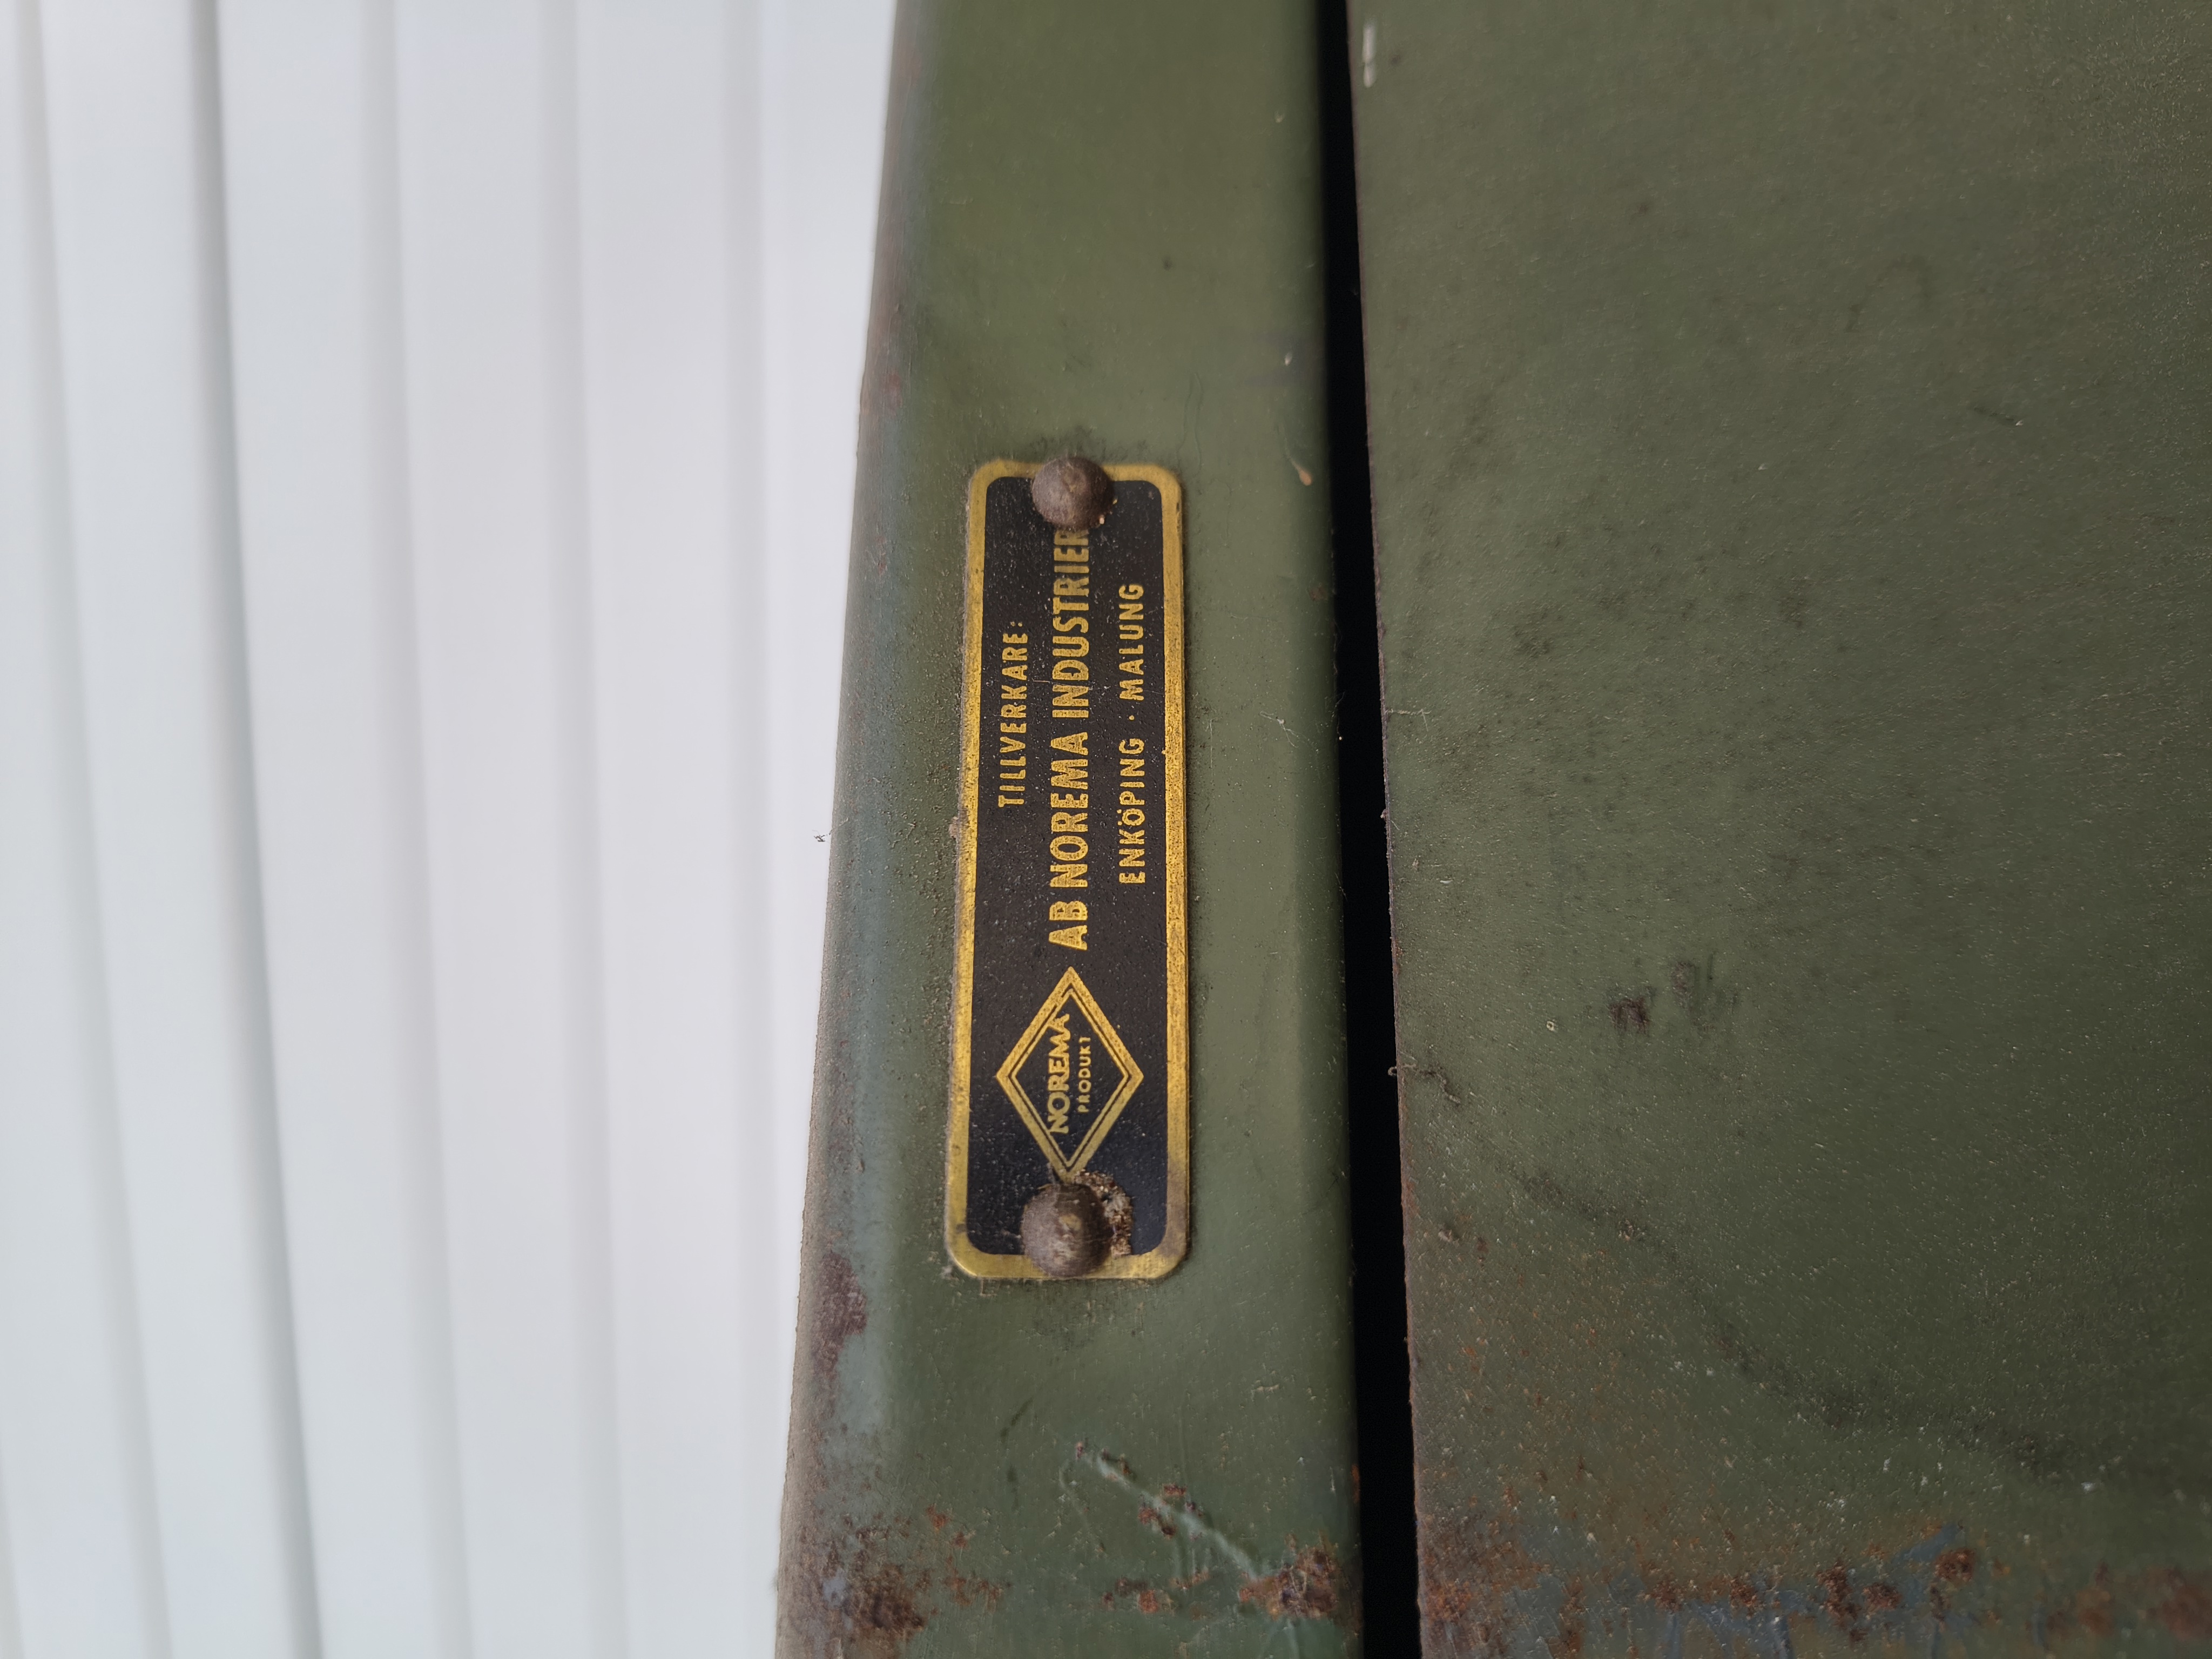 NOREMA
PRODUKT
TILLVERKARE:
AB NOREMA INDUSTRIER
ENKÖPING · MALUNG